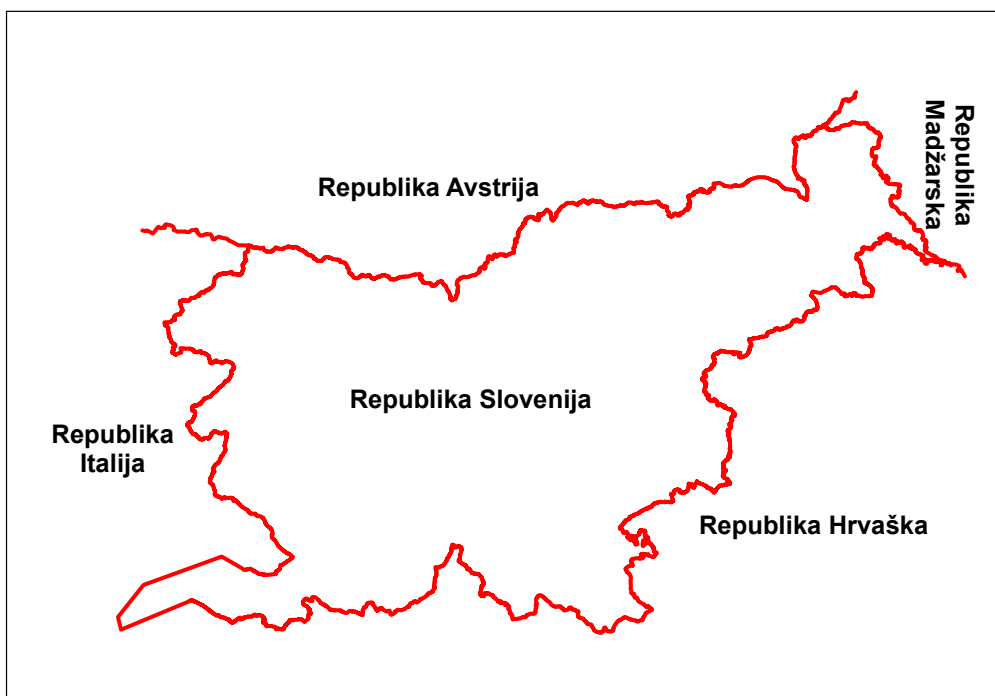 Republika
Madžarska
Republika Avstrija
Republika Slovenija
Republika
Italija
Republika Hrvaška